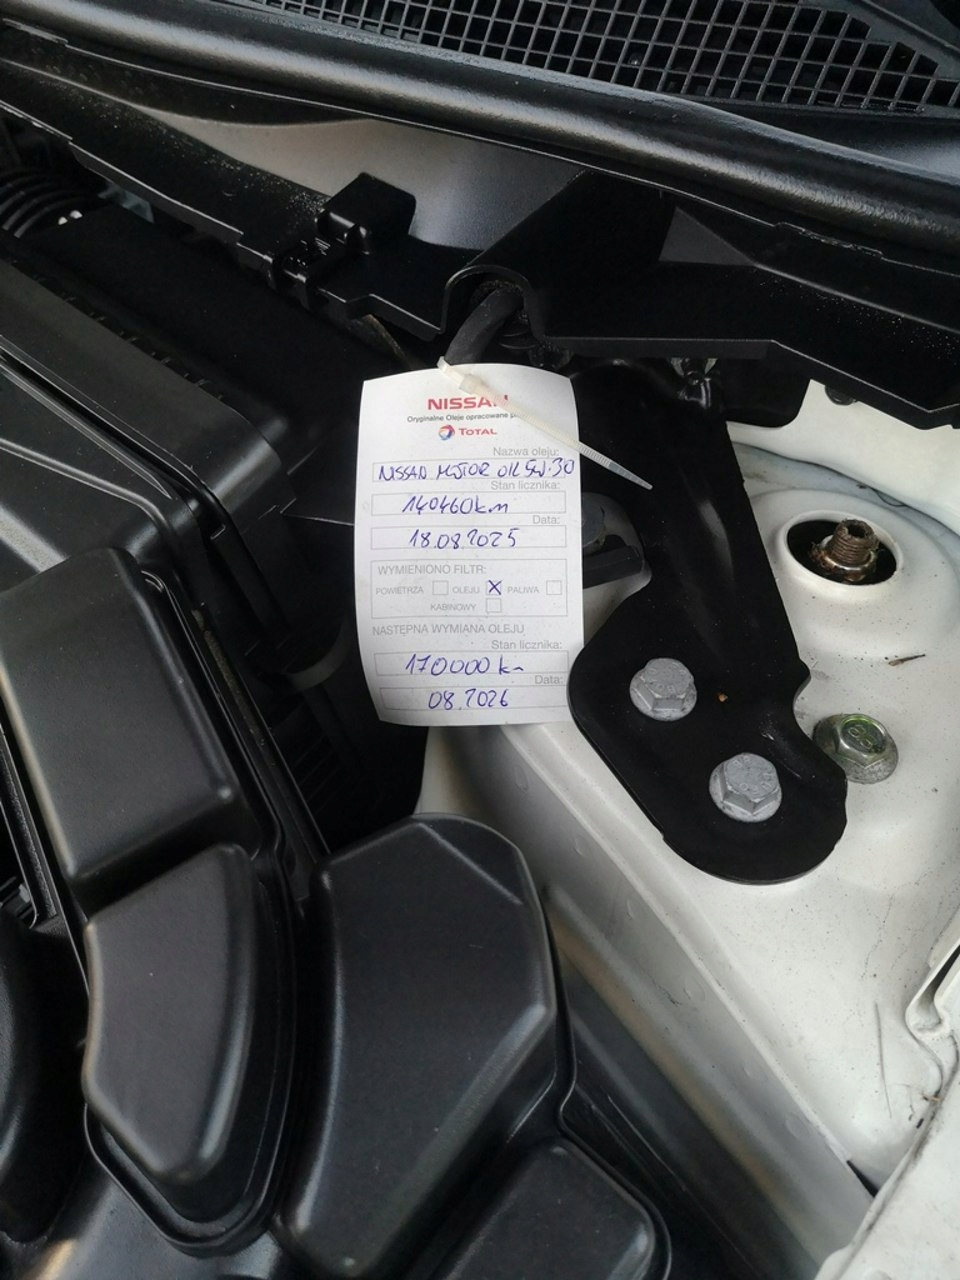 NISSAN
Oryginalne Oleje opracowane
TOTAL
Nazwa oleju:
NISSAN MOTOR OIL 5W-30
Stan licznika:
140460km
Data:
18.08.2025
WYMIENIONO FILTR:
POWIETRZA OLEJU X PALIWA
KABINOWY
NASTĘPNA WYMIANA OLEJU
Stan licznika:
170000 km
Data:
08.2026